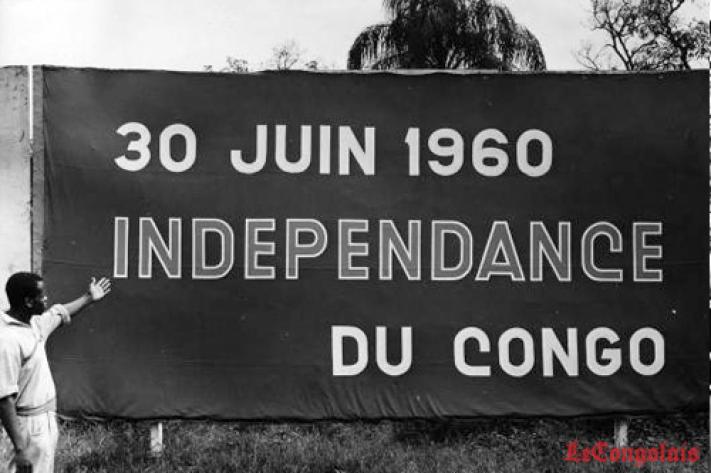 30 JUIN 1960
INDEPENDANCE
DU CONGO
LeCongolais